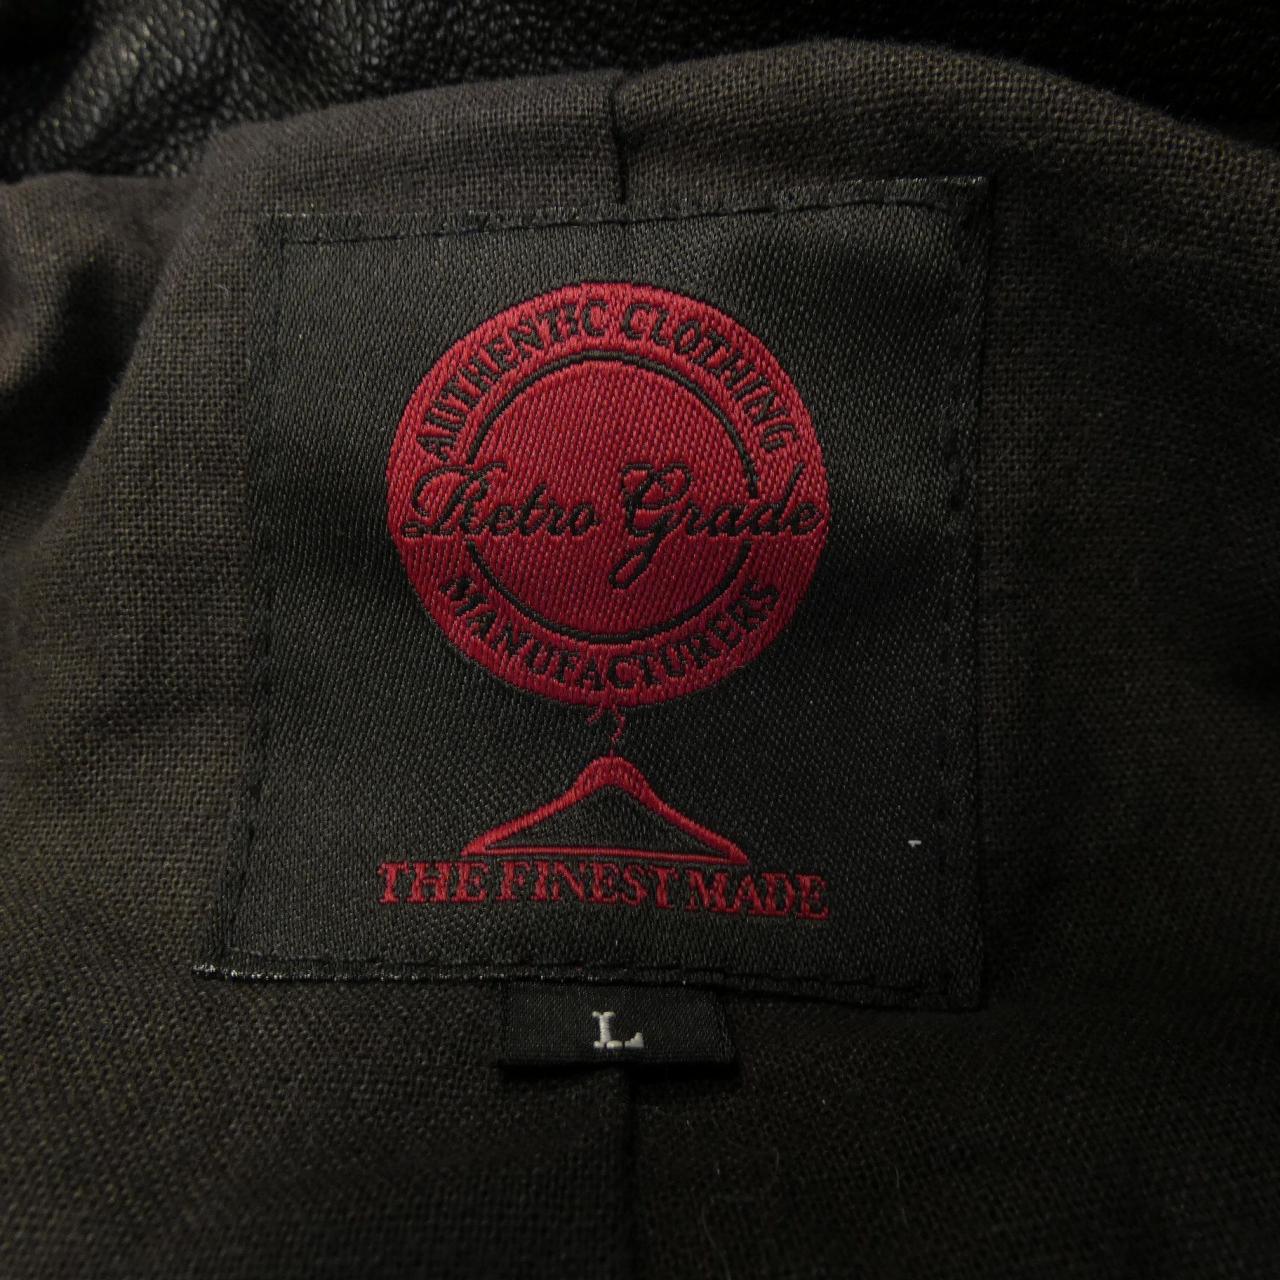 AUTHENTIC CLOTHING
Retro Grade
MANUFACTURERS
THE FINEST MADE
L